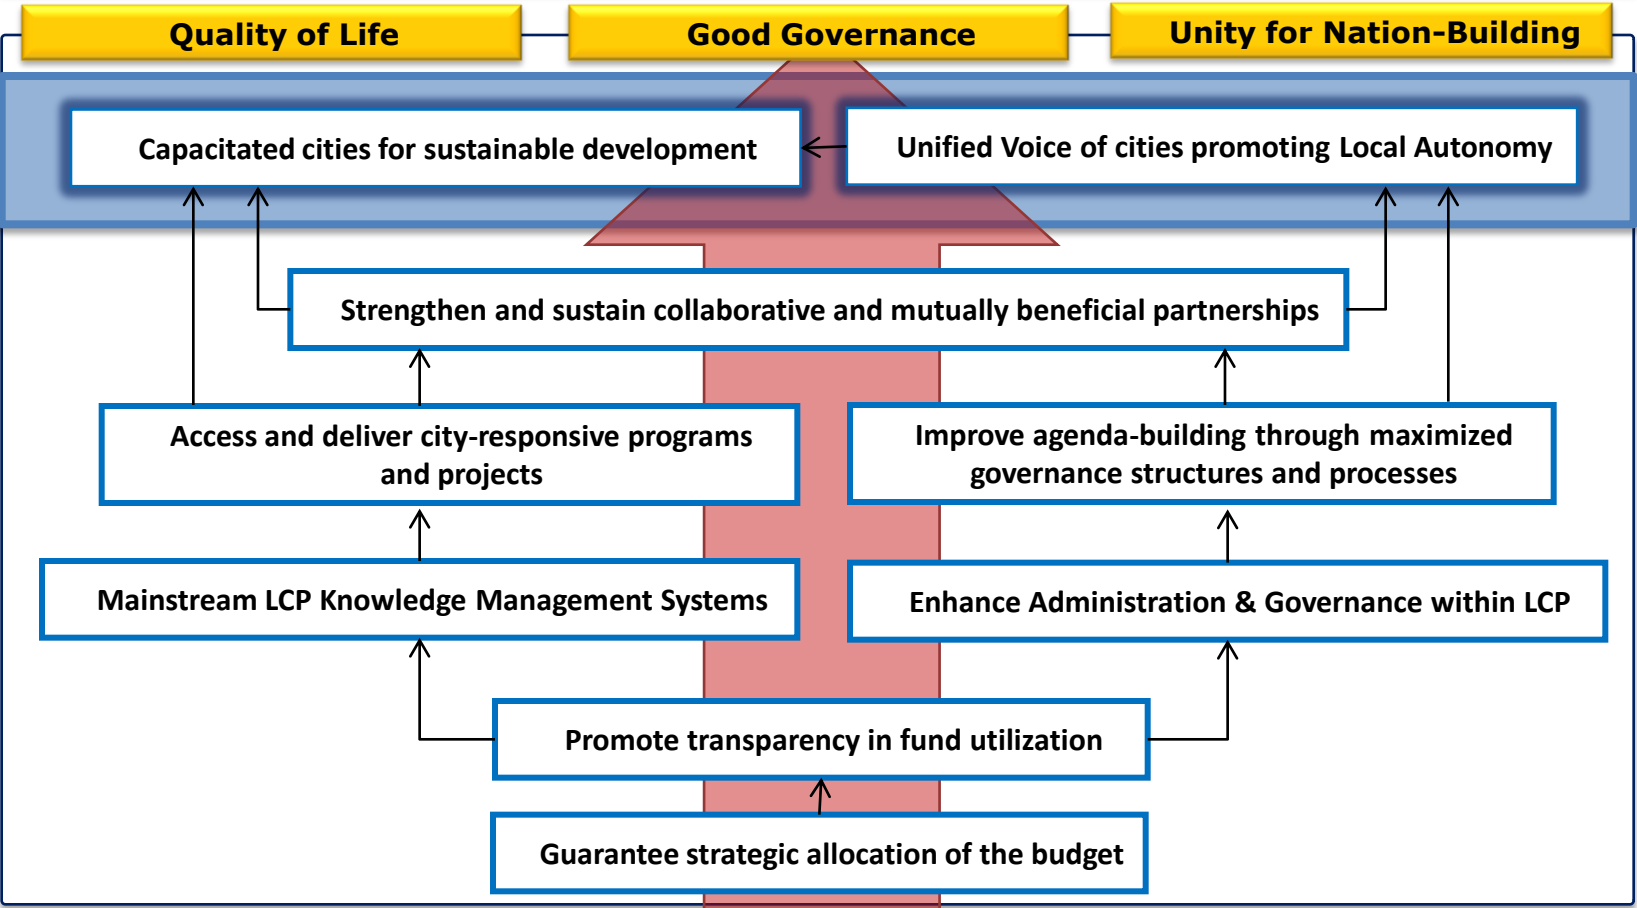 Quality of Life
Good Governance
Unity for Nation-Building
Capacitated cities for sustainable development
Unified Voice of cities promoting Local Autonomy
Strengthen and sustain collaborative and mutually beneficial partnerships
Access and deliver city-responsive programs
and projects
Improve agenda-building through maximized
governance structures and processes
Mainstream LCP Knowledge Management Systems
Enhance Administration & Governance within LCP
Promote transparency in fund utilization
Guarantee strategic allocation of the budget